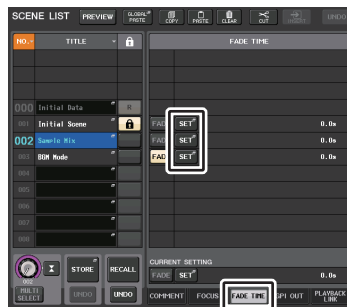 SCENE LIST PREVIEW GLOBAL PASTE COPY PASTE CLEAR CUT INSERT UNDO
NO. TITLE FADE TIME
000 Initial Data R
001 Initial Scene FADE SET 0.0s
002 Sample Mix FADE SET 0.0s
003 BGM Mode FADE SET 0.0s
004
005
006
007
008
CURRENT SETTING
002 STORE RECALL FADE SET 0.0s
MULTI SELECT UNDO UNDO COMMENT FOCUS FADE TIME GPI OUT PLAYBACK LINK